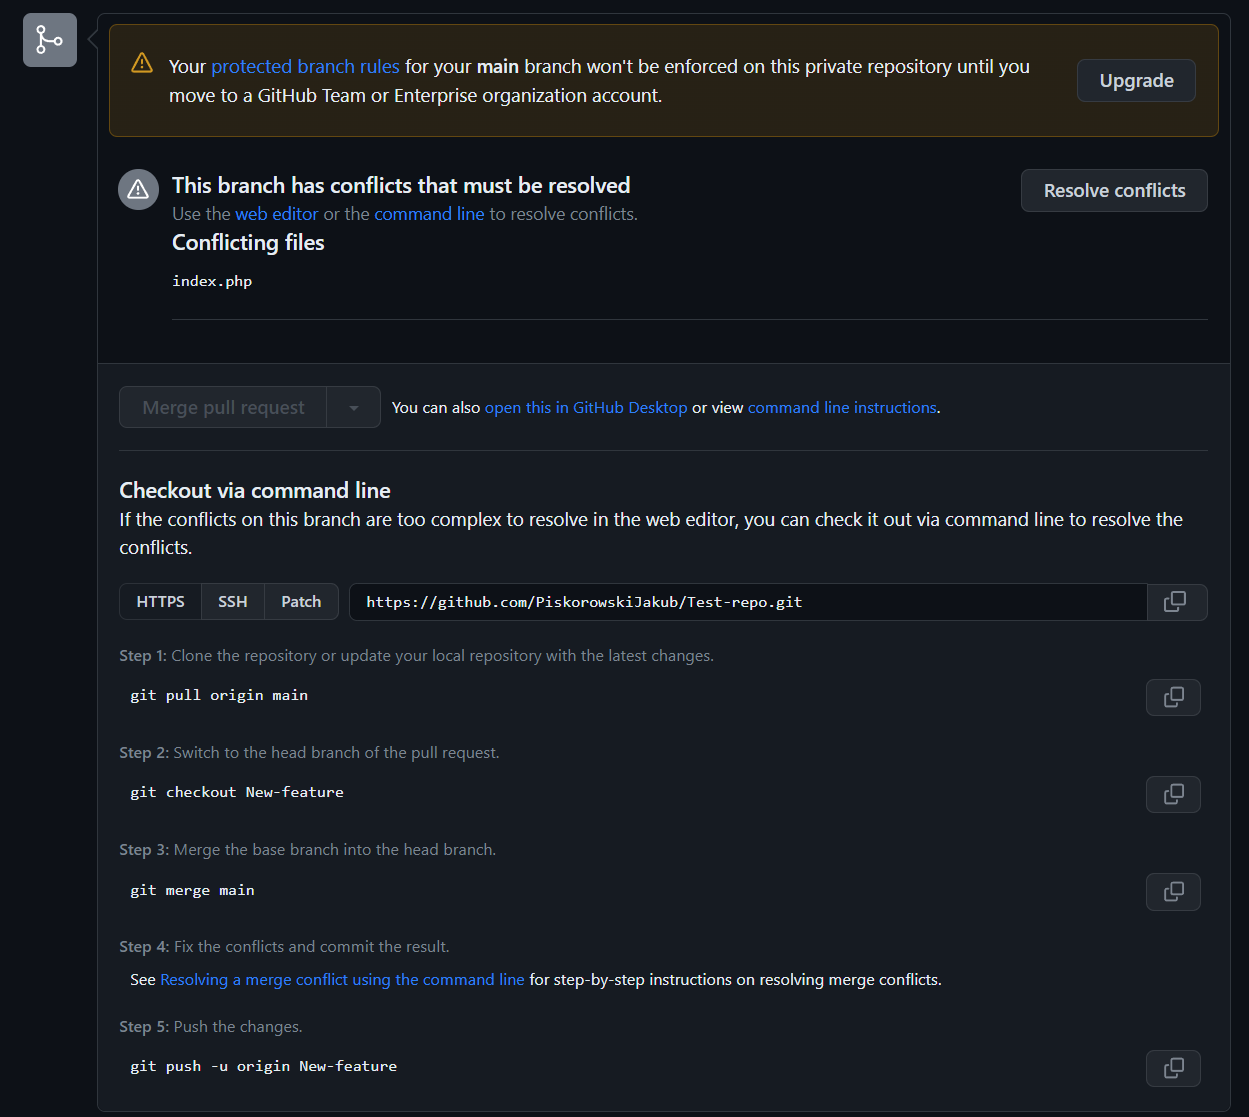 Your protected branch rules for your main branch won't be enforced on this private repository until you
move to a GitHub Team or Enterprise organization account.
Upgrade
This branch has conflicts that must be resolved
Use the web editor or the command line to resolve conflicts.
Resolve conflicts
Conflicting files
index.php
Merge pull request
You can also open this in GitHub Desktop or view command line instructions.
Checkout via command line
If the conflicts on this branch are too complex to resolve in the web editor, you can check it out via command line to resolve the
conflicts.
HTTPS SSH Patch https://github.com/PiskorowskiJakub/Test-repo.git
Step 1: Clone the repository or update your local repository with the latest changes.
git pull origin main
Step 2: Switch to the head branch of the pull request.
git checkout New-feature
Step 3: Merge the base branch into the head branch.
git merge main
Step 4: Fix the conflicts and commit the result.
See Resolving a merge conflict using the command line for step-by-step instructions on resolving merge conflicts.
Step 5: Push the changes.
git push -u origin New-feature